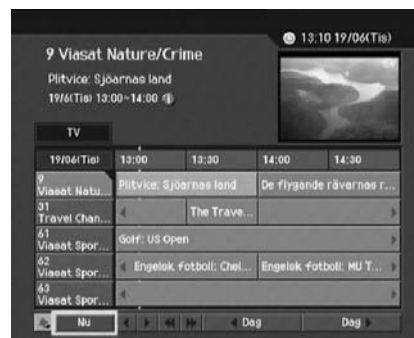 13:10 19/06(Tis)
9 Viasat Nature/Crime
Plitvice: Sjöarnas land
19/6(Tis) 13:00~14:00
TV
19/06(Tis) 13:00 13:30 14:00 14:30
9
Viasat Natu... Plitvice: Sjöarnas land De flygande rävarnas r...
31
Travel Chan... The Trave...
61
Viasat Spor... Golf: US Open
62
Viasat Spor... Engelsk fotboll: Chel... Engelsk fotboll: MU T...
63
Viasat Spor...
Nu Dag Dag